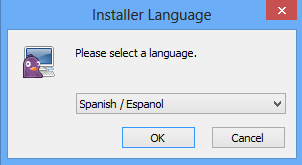 Installer Language
Please select a language.
Spanish / Espanol
OK
Cancel